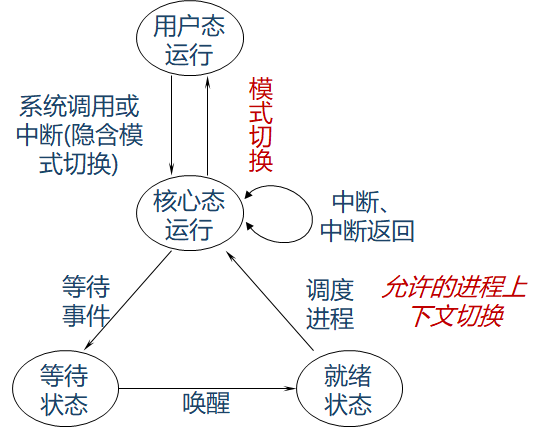 用户态
运行
系统调用或
中断(隐含模
式切换)
模
式
切
换
核心态
运行
中断、
中断返回
等待
事件
调度
进程
允许的进程上
下文切换
等待
状态
唤醒
就绪
状态